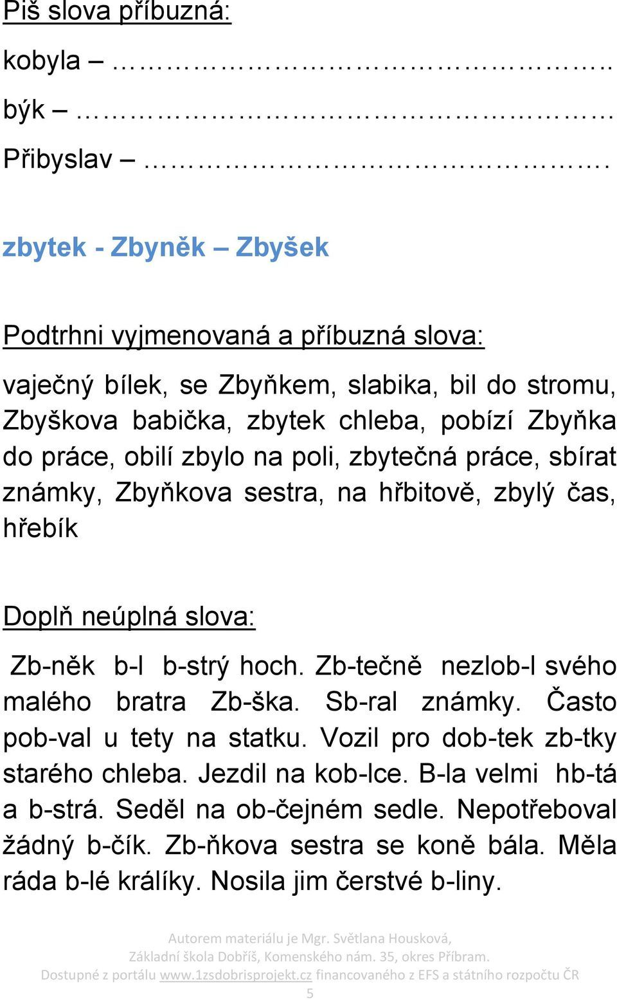 Piš slova příbuzná:
kobyla – ……………………………………………..
býk – …………………………………………………
Přibyslav – ………………………………………….
zbytek - Zbyněk – Zbyšek
Podtrhni vyjmenovaná a příbuzná slova:
vaječný bílek, se Zbyňkem, slabika, bil do stromu,
Zbyškova babička, zbytek chleba, pobízí Zbyňka
do práce, obilí zbylo na poli, zbytečná práce, sbírat
známky, Zbyňkova sestra, na hřbitově, zbylý čas,
hřebík
Doplň neúplná slova:
Zb-něk b-l b-strý hoch. Zb-tečně nezlob-l svého
malého bratra Zb-ška. Sb-ral známky. Často
pob-val u tety na statku. Vozil pro dob-tek zb-tky
starého chleba. Jezdil na kob-lce. B-la velmi hb-tá
a b-strá. Seděl na ob-čejném sedle. Nepotřeboval
žádný b-čík. Zb-ňkova sestra se koně bála. Měla
ráda b-lé králíky. Nosila jim čerstvé b-liny.
Autorem materiálu je Mgr. Světlana Housková,
Základní škola Dobříš, Komenského nám. 35, okres Příbram.
Dostupné z portálu www.1zsdobrisprojekt.cz financovaného z EFS a státního rozpočtu ČR
5